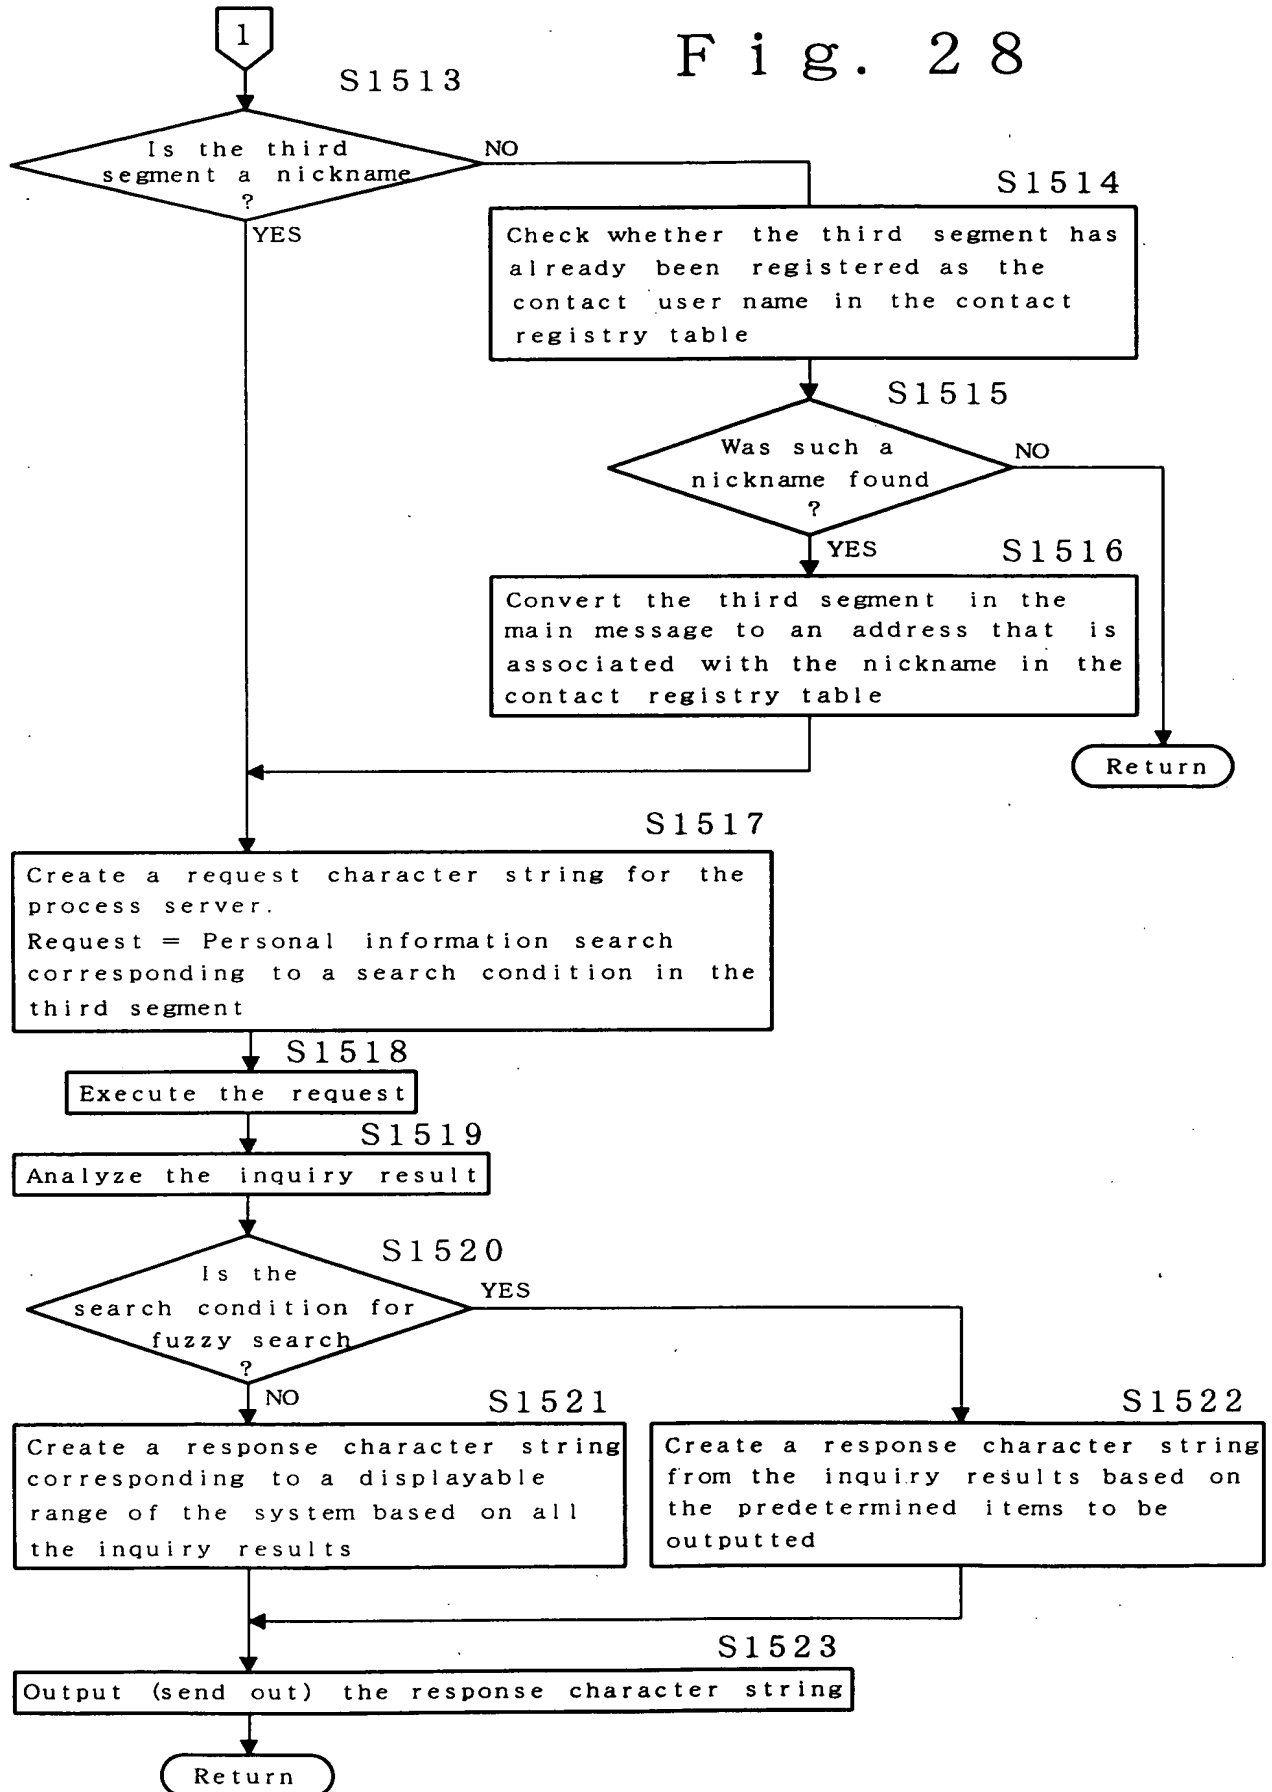 1
Fig. 28
S1513
Is the third
segment a nickname
?
NO
YES
S1514
Check whether the third segment has
already been registered as the
contact user name in the contact
registry table
S1515
Was such a
nickname found
?
NO
YES
S1516
Convert the third segment in the
main message to an address that is
associated with the nickname in the
contact registry table
Return
S1517
Create a request character string for the
process server.
Request = Personal information search
corresponding to a search condition in the
third segment
S1518
Execute the request
S1519
Analyze the inquiry result
S1520
Is the
search condition for
fuzzy search
?
YES
NO
S1521
Create a response character string
corresponding to a displayable
range of the system based on all
the inquiry results
S1522
Create a response character string
from the inquiry results based on
the predetermined items to be
outputted
S1523
Output (send out) the response character string
Return